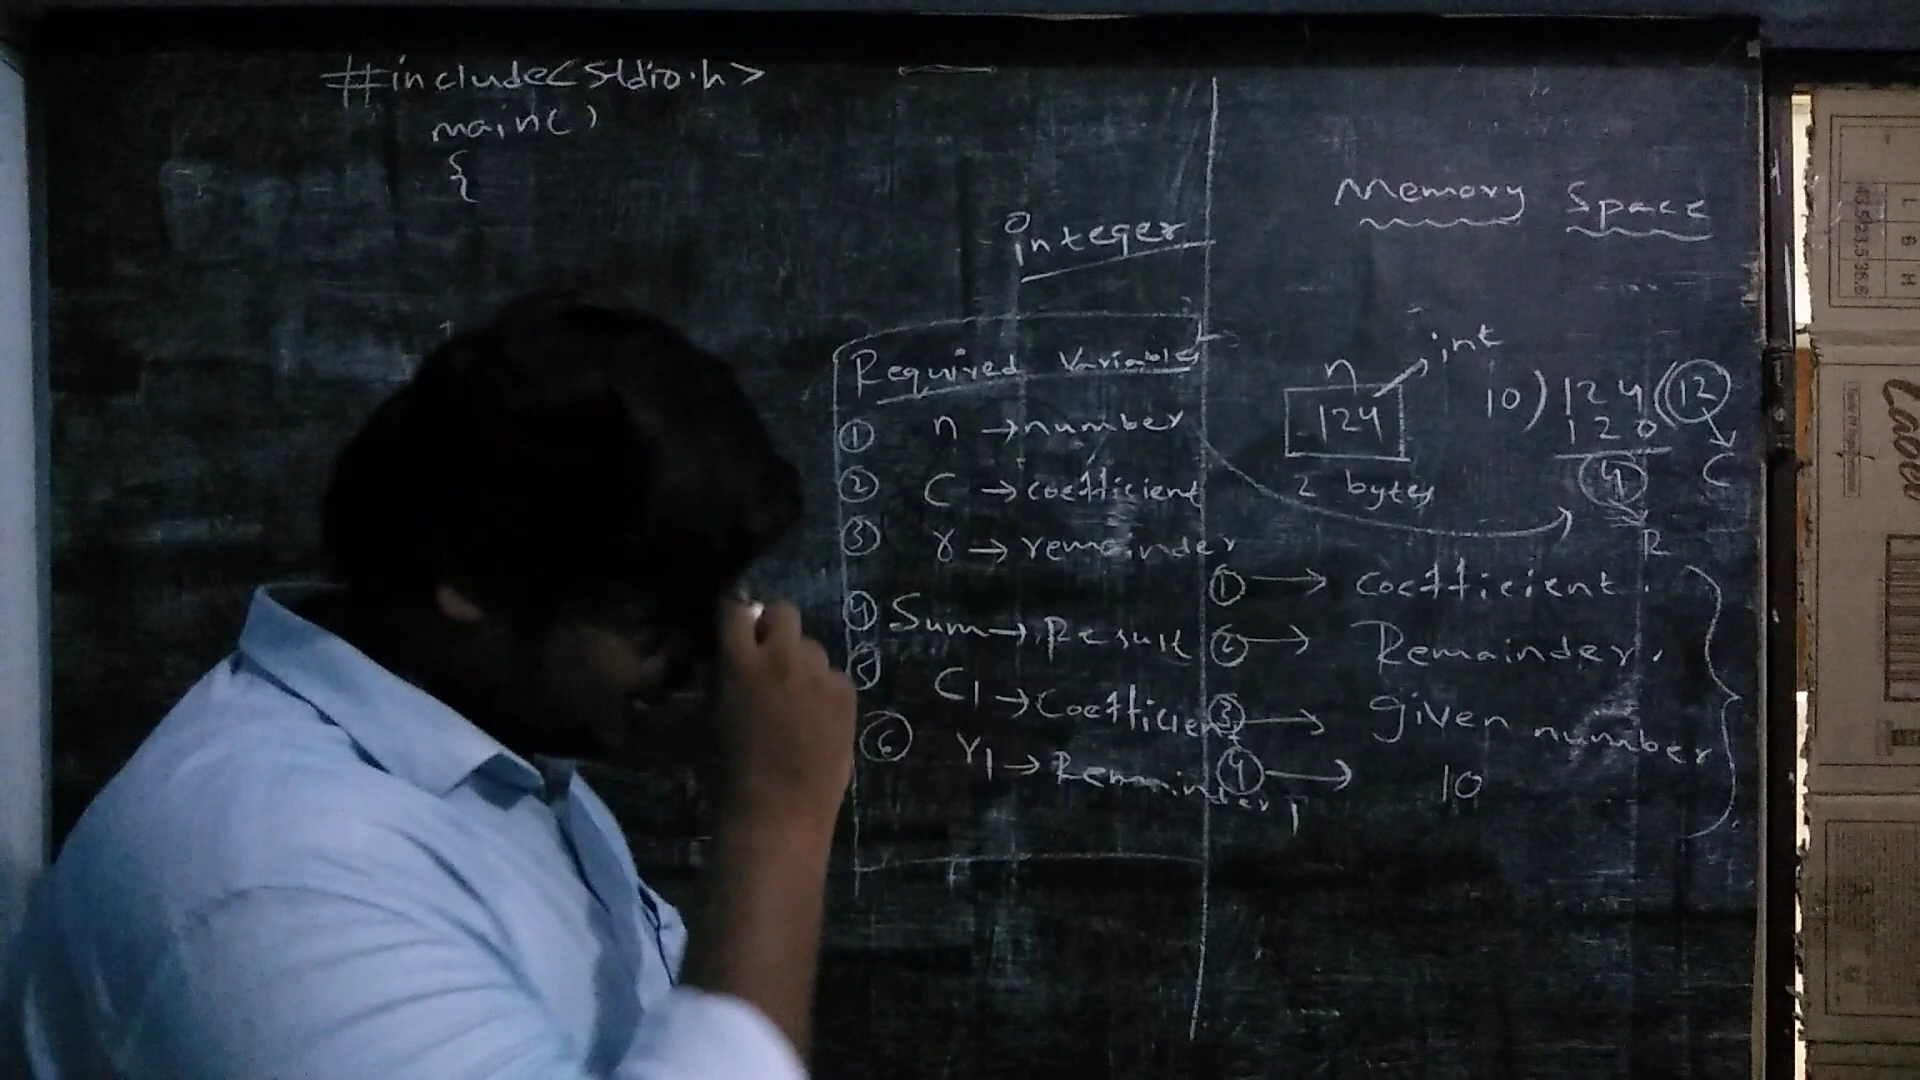 #include<stdio.h>
main()
{
integer
Required Variables
① n → number
② C → coefficient
③ r → remainder
④ Sum → Result
⑤ C1 → Coefficient
⑥ r1 → Remainder
Memory Space
n int
124
2 bytes
10)124(12
120
4 C
R
① → coefficient.
② → Remainder.
③ → given number
④ → 10